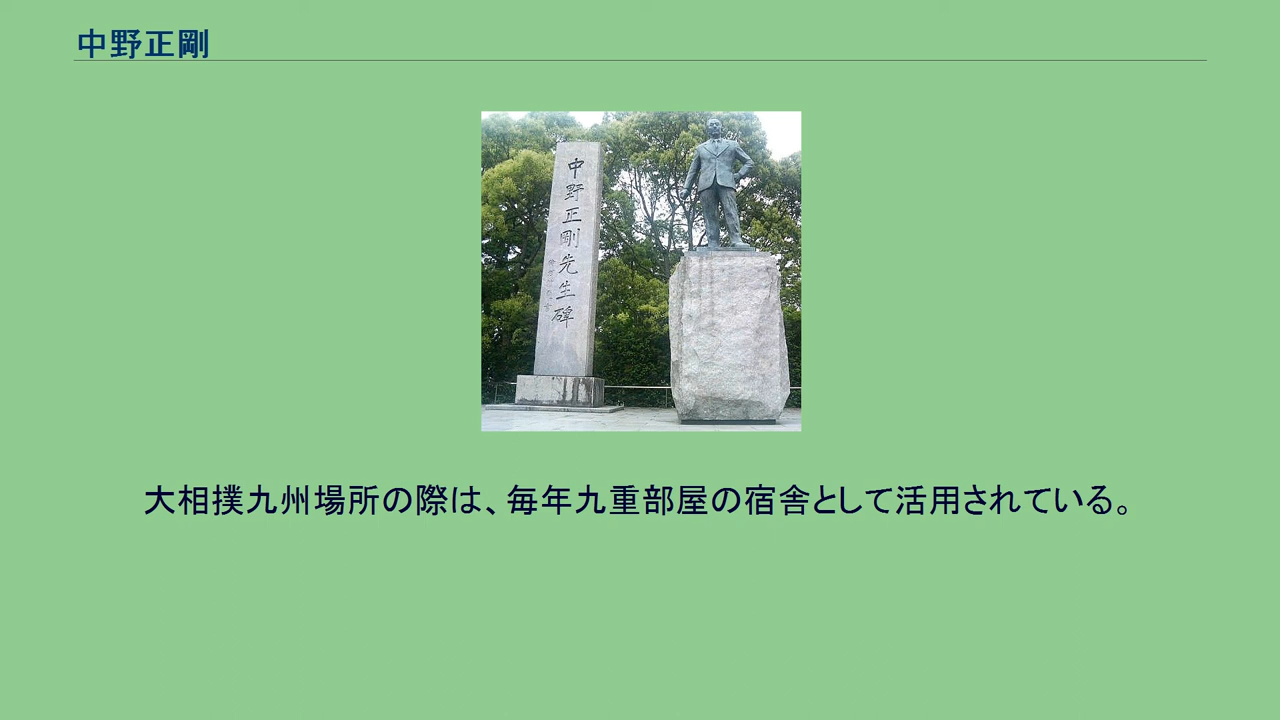 中野正剛
中野正剛先生碑
大相撲九州場所の際は、毎年九重部屋の宿舎として活用されている。